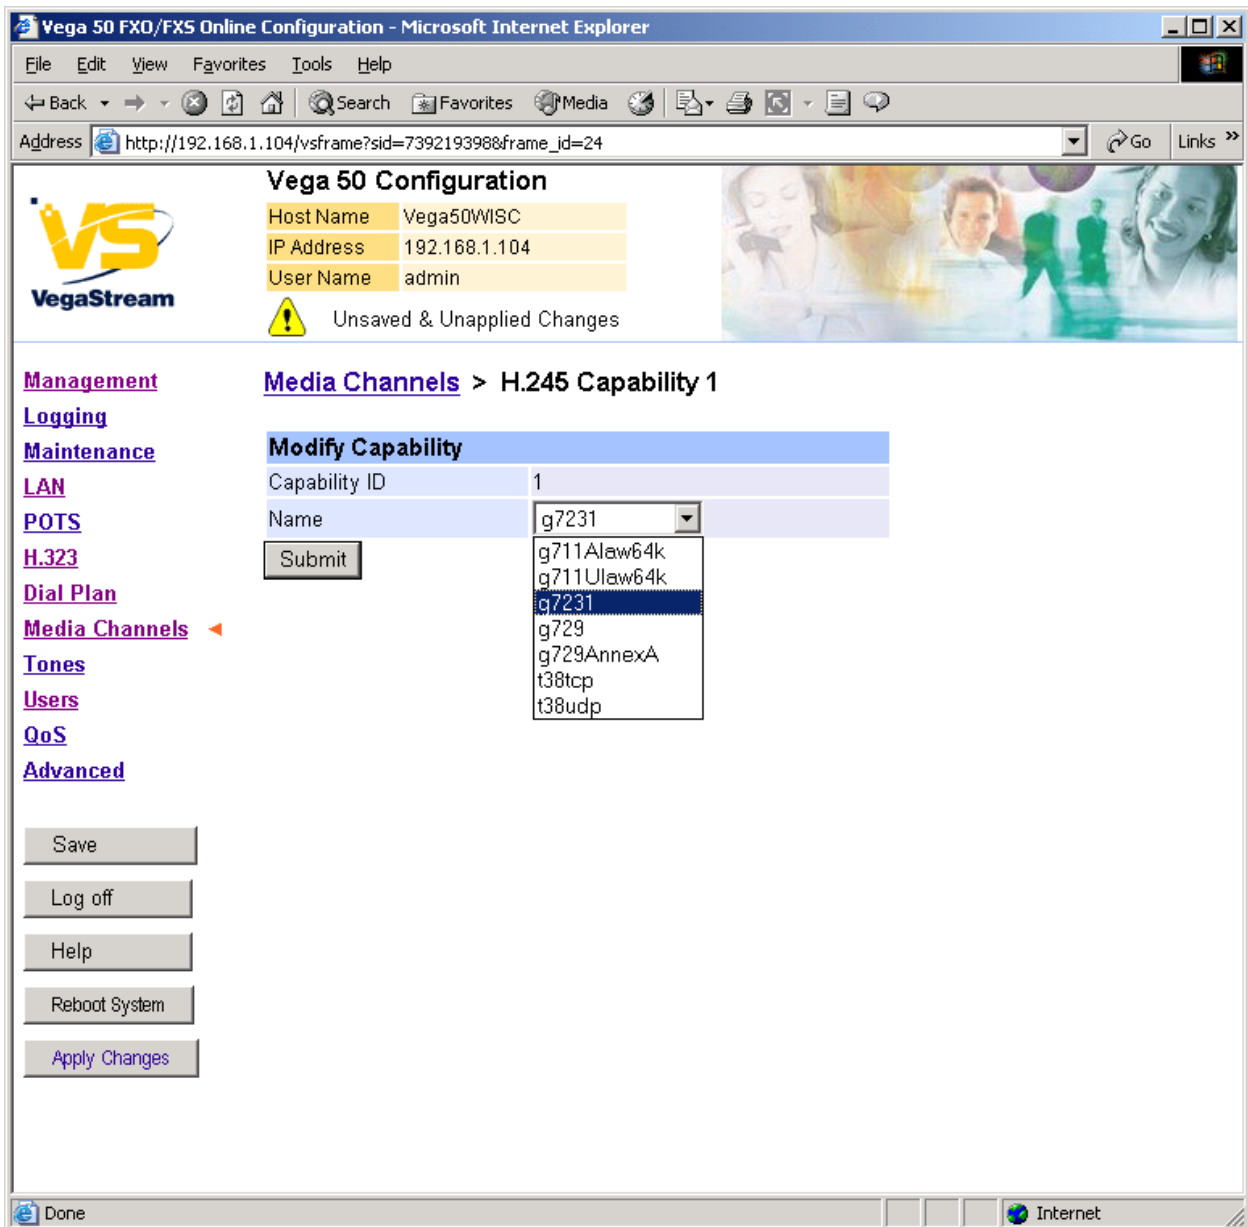 Vega 50 FXO/FXS Online Configuration - Microsoft Internet Explorer
File Edit View Favorites Tools Help
Back Search Favorites Media
Address http://192.168.1.104/vsframe?sid=739219398&frame_id=24 Go Links »
VS
VegaStream
Vega 50 Configuration
Host Name Vega50WISC
IP Address 192.168.1.104
User Name admin
Unsaved & Unapplied Changes
Management
Logging
Maintenance
LAN
POTS
H.323
Dial Plan
Media Channels
Tones
Users
QoS
Advanced
Save
Log off
Help
Reboot System
Apply Changes
Media Channels > H.245 Capability 1
Modify Capability
Capability ID 1
Name g7231
g711Alaw64k
g711Ulaw64k
g7231
g729
g729AnnexA
t38tcp
t38udp
Submit
Done Internet